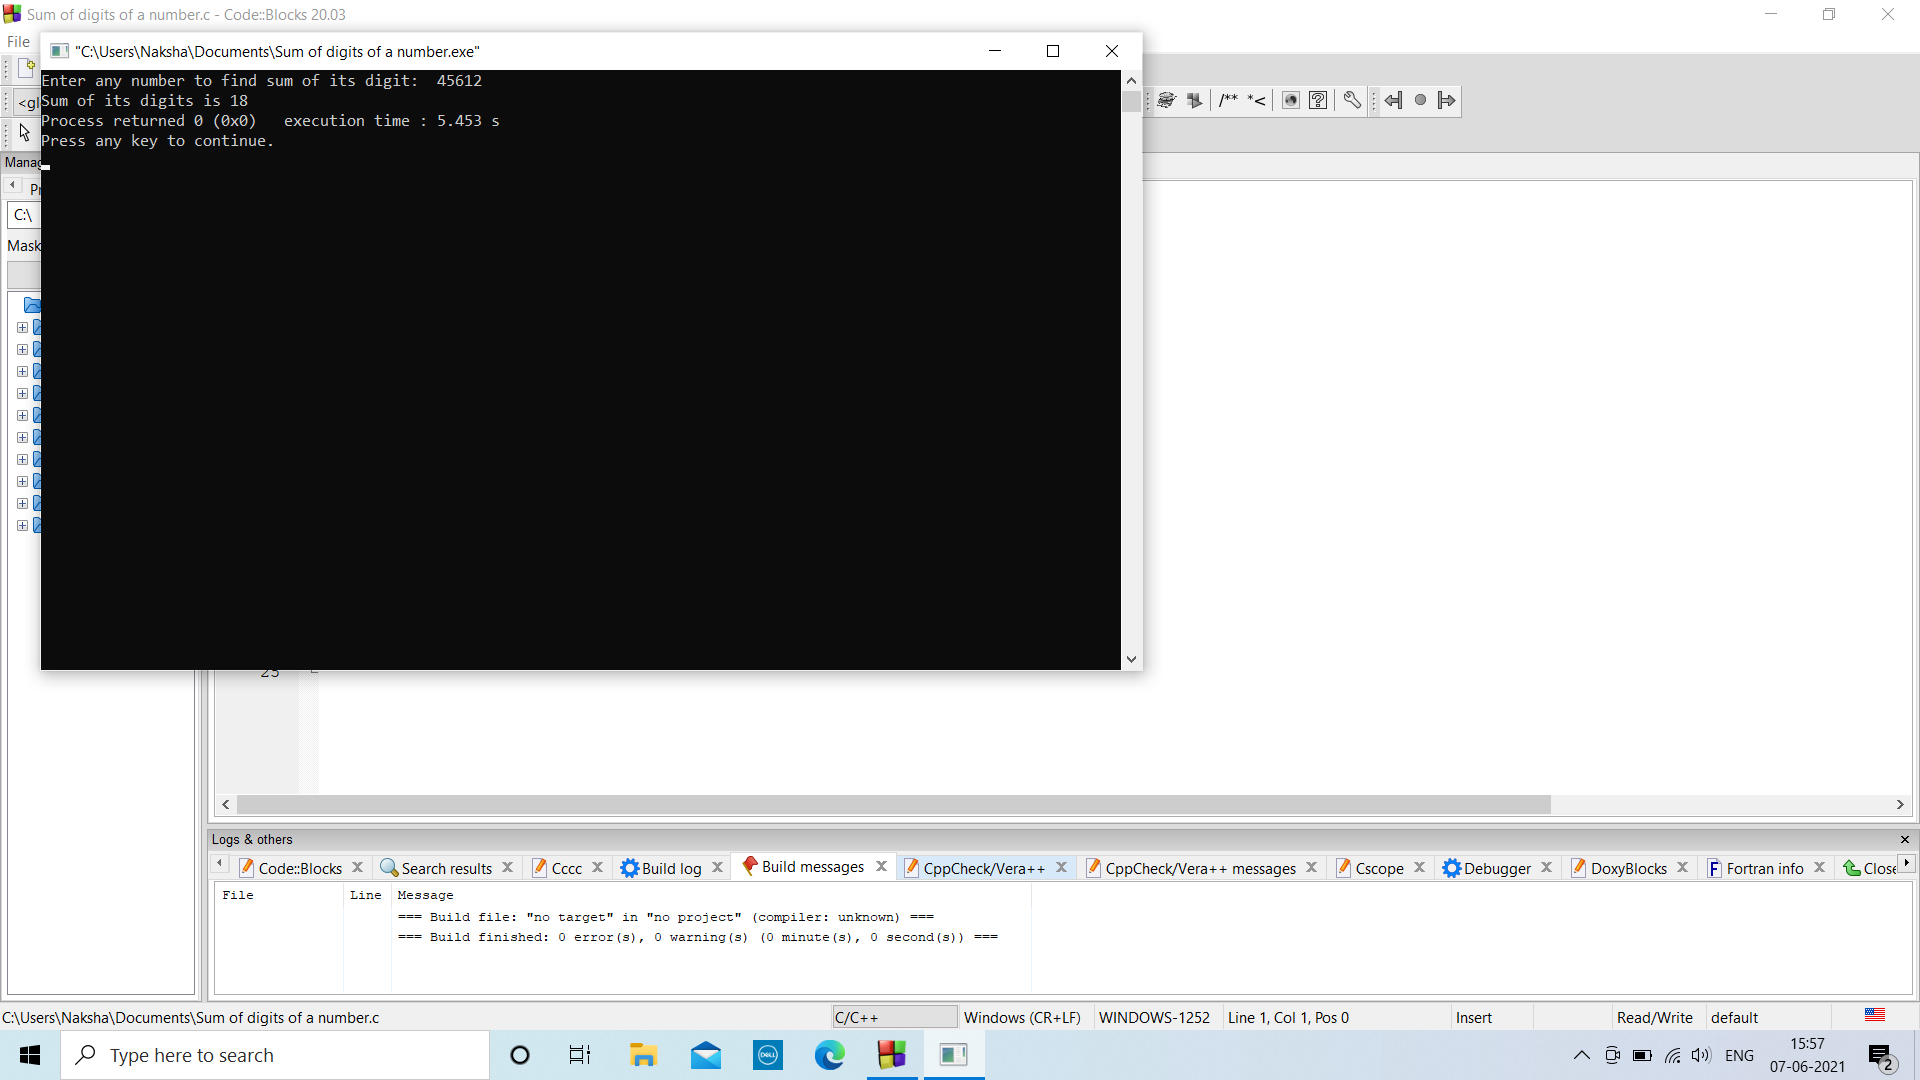 Sum of digits of a number.c - Code::Blocks 20.03
File
"C:\Users\Naksha\Documents\Sum of digits of a number.exe"
Enter any number to find sum of its digit:  45612
Sum of its digits is 18
Process returned 0 (0x0)   execution time : 5.453 s
Press any key to continue.
<gl
/** *<
Manag
Pr
C:\
Mask
25
Logs & others
Code::Blocks Search results Cccc Build log Build messages CppCheck/Vera++ CppCheck/Vera++ messages Cscope Debugger DoxyBlocks Fortran info Close
File Line Message
=== Build file: "no target" in "no project" (compiler: unknown) ===
=== Build finished: 0 error(s), 0 warning(s) (0 minute(s), 0 second(s)) ===
C:\Users\Naksha\Documents\Sum of digits of a number.c C/C++ Windows (CR+LF) WINDOWS-1252 Line 1, Col 1, Pos 0 Insert Read/Write default
Type here to search
DELL
ENG
15:57
07-06-2021
2